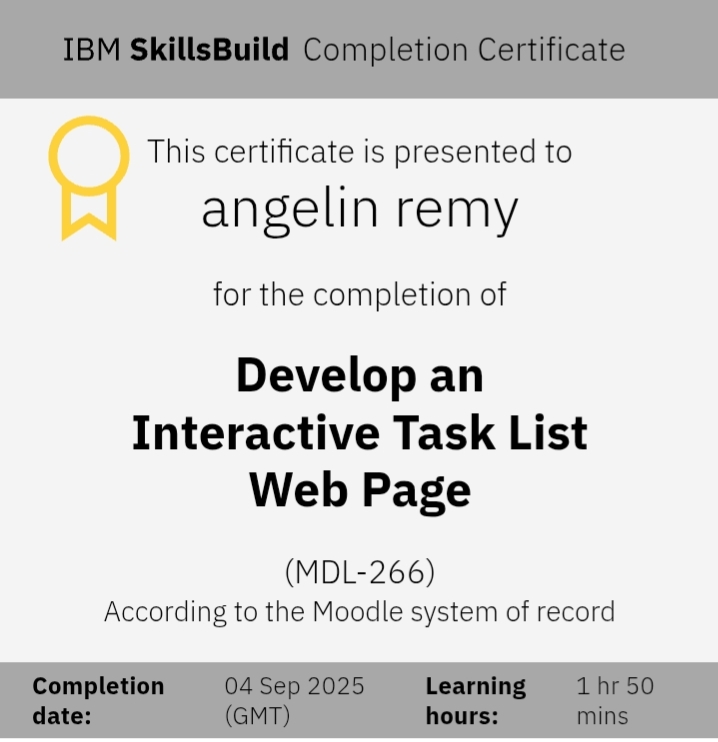 IBM SkillsBuild Completion Certificate
This certificate is presented to
angelin remy
for the completion of
Develop an
Interactive Task List
Web Page
(MDL-266)
According to the Moodle system of record
Completion date: 04 Sep 2025 (GMT) Learning hours: 1 hr 50 mins